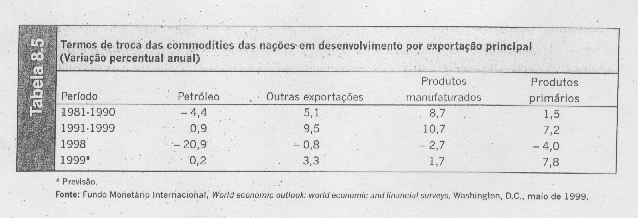 Tabela 8.5
Termos de troca das commodities das nações em desenvolvimento por exportação principal
(Variação percentual anual)
Período Petróleo Outras exportações Produtos manufaturados Produtos primários
1981-1990 – 4,4 5,1 8,7 1,5
1991-1999 0,9 9,5 10,7 7,2
1998 – 20,9 – 0,8 – 2,7 – 4,0
1999* 0,2 3,3 1,7 7,8
* Previsão.
Fonte: Fundo Monetário Internacional, World economic outlook: world economic and financial surveys, Washington, D.C., maio de 1999.